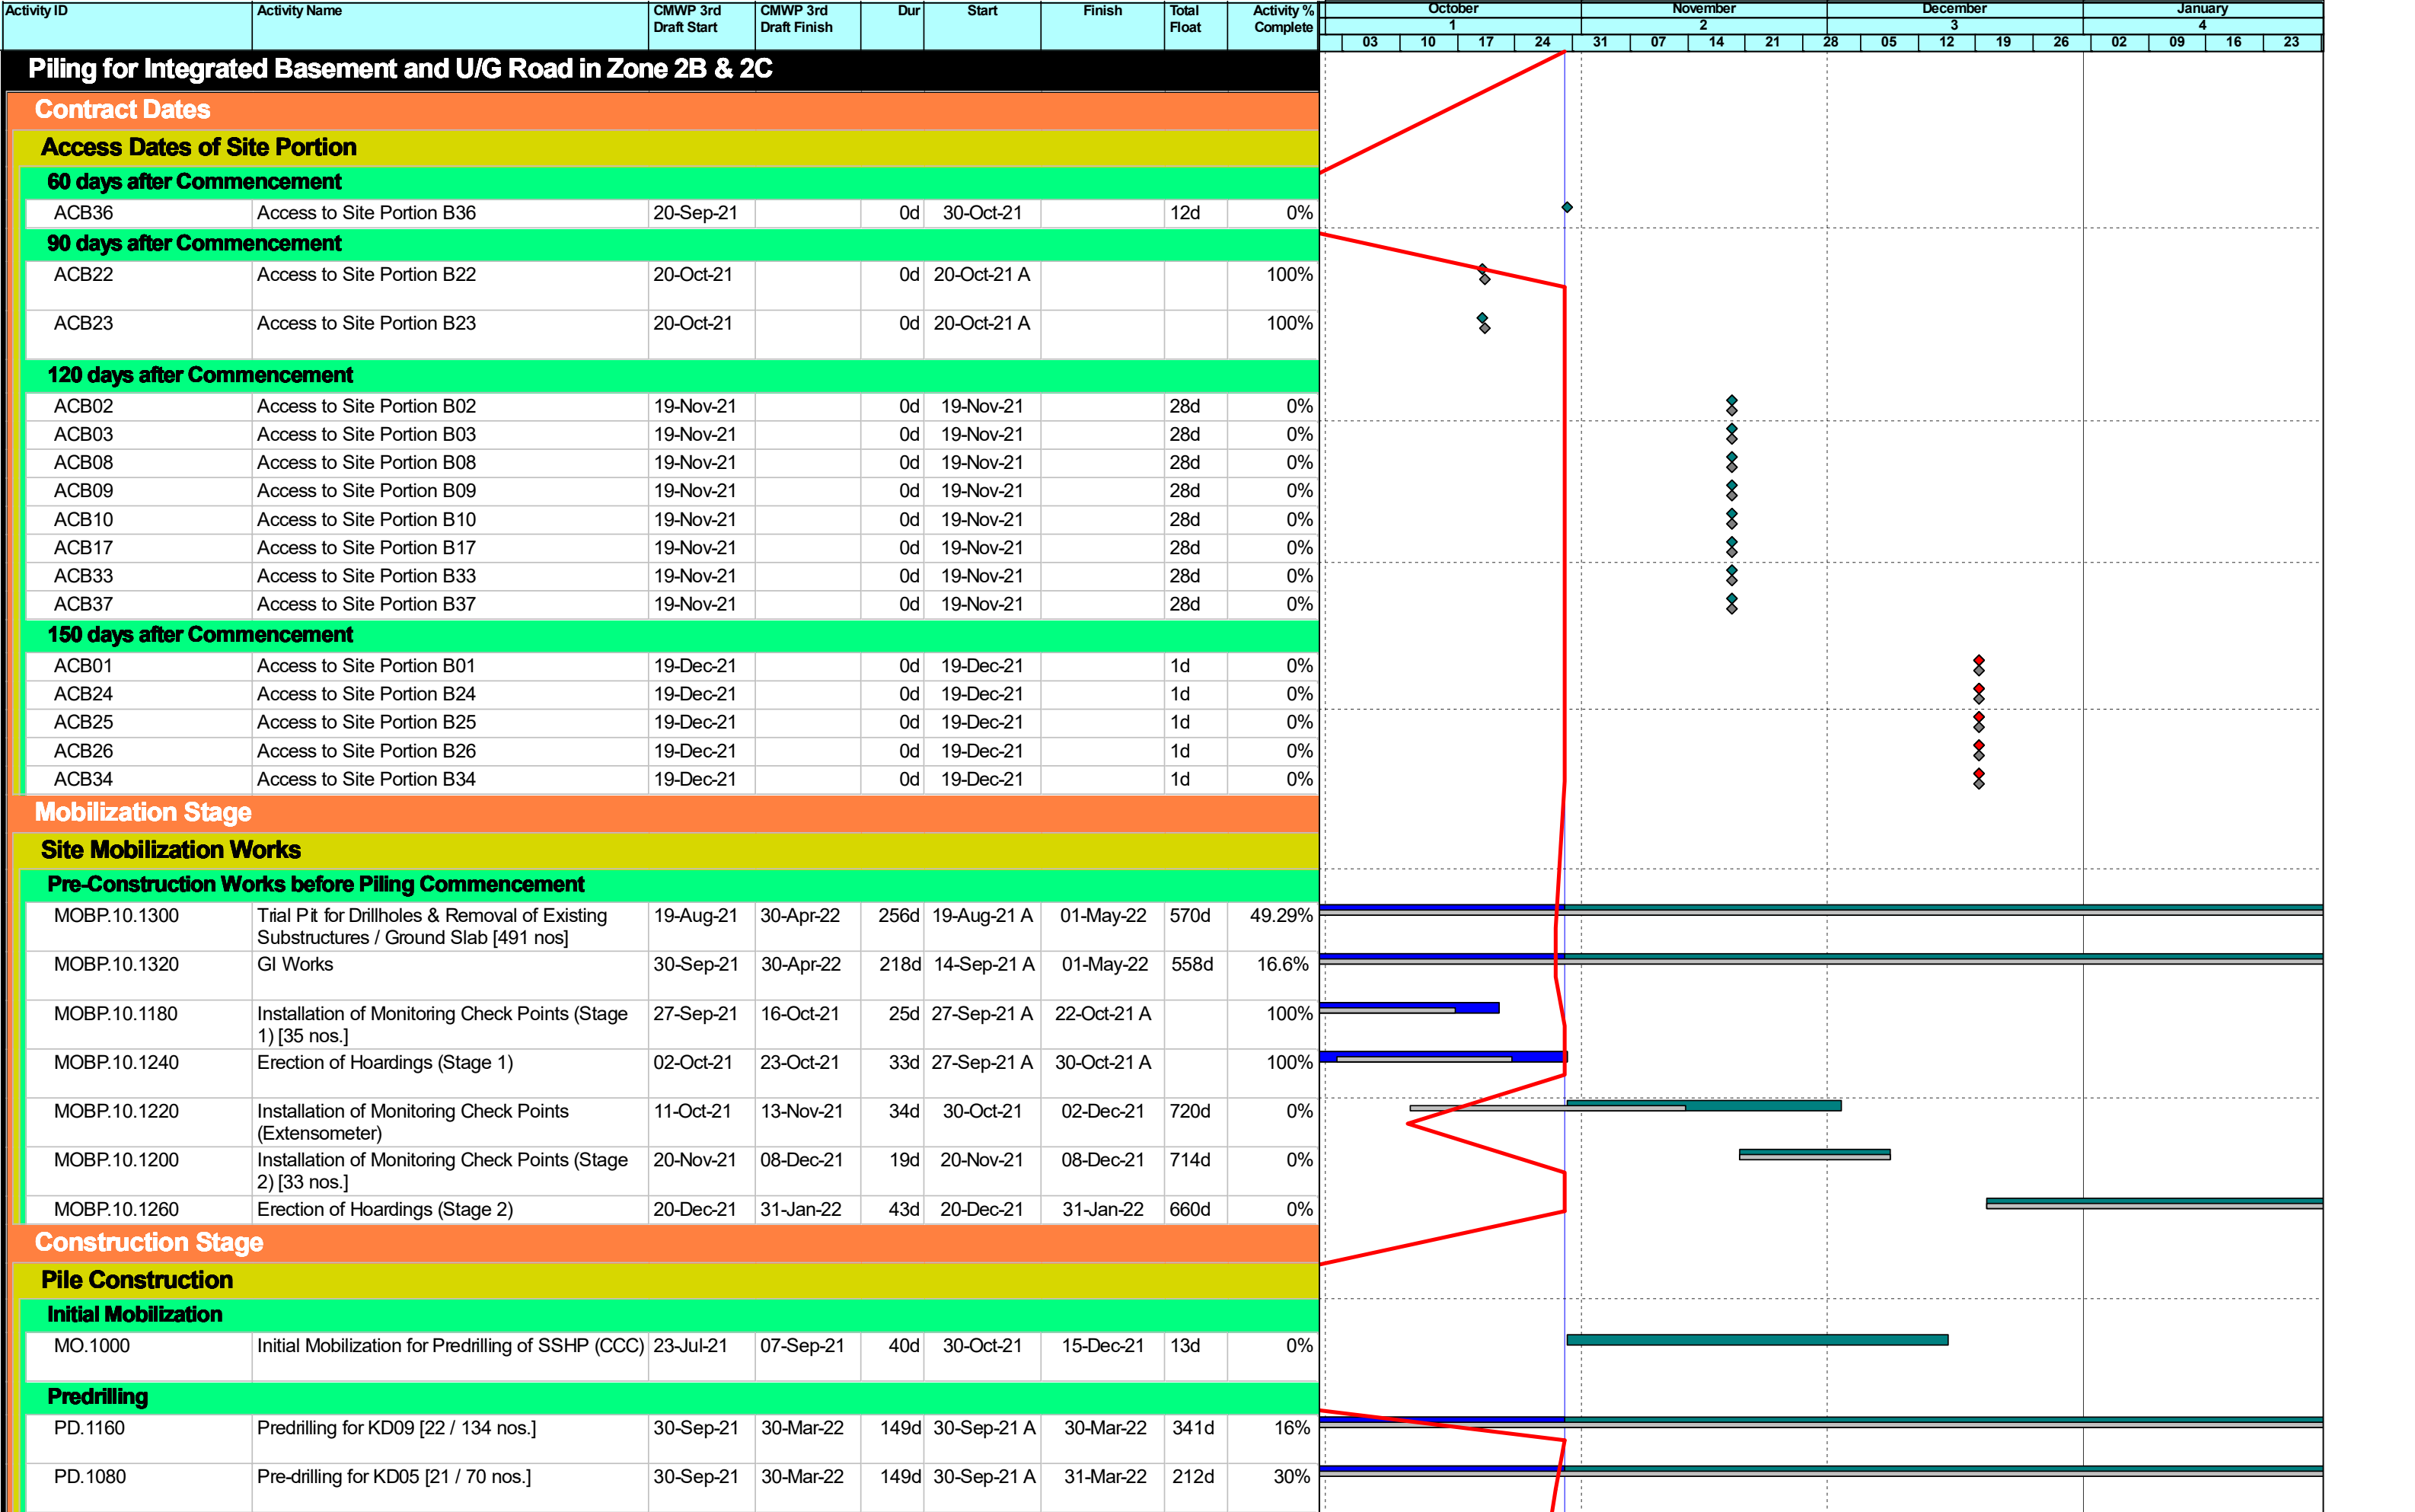 Activity ID Activity Name CMWP 3rd Draft Start CMWP 3rd Draft Finish Dur Start Finish Total Float Activity % Complete
October November December January
1 2 3 4
03 10 17 24 31 07 14 21 28 05 12 19 26 02 09 16 23
Piling for Integrated Basement and U/G Road in Zone 2B & 2C
Contract Dates
Access Dates of Site Portion
60 days after Commencement
ACB36 Access to Site Portion B36 20-Sep-21 0d 30-Oct-21 12d 0%
90 days after Commencement
ACB22 Access to Site Portion B22 20-Oct-21 0d 20-Oct-21 A 100%
ACB23 Access to Site Portion B23 20-Oct-21 0d 20-Oct-21 A 100%
120 days after Commencement
ACB02 Access to Site Portion B02 19-Nov-21 0d 19-Nov-21 28d 0%
ACB03 Access to Site Portion B03 19-Nov-21 0d 19-Nov-21 28d 0%
ACB08 Access to Site Portion B08 19-Nov-21 0d 19-Nov-21 28d 0%
ACB09 Access to Site Portion B09 19-Nov-21 0d 19-Nov-21 28d 0%
ACB10 Access to Site Portion B10 19-Nov-21 0d 19-Nov-21 28d 0%
ACB17 Access to Site Portion B17 19-Nov-21 0d 19-Nov-21 28d 0%
ACB33 Access to Site Portion B33 19-Nov-21 0d 19-Nov-21 28d 0%
ACB37 Access to Site Portion B37 19-Nov-21 0d 19-Nov-21 28d 0%
150 days after Commencement
ACB01 Access to Site Portion B01 19-Dec-21 0d 19-Dec-21 1d 0%
ACB24 Access to Site Portion B24 19-Dec-21 0d 19-Dec-21 1d 0%
ACB25 Access to Site Portion B25 19-Dec-21 0d 19-Dec-21 1d 0%
ACB26 Access to Site Portion B26 19-Dec-21 0d 19-Dec-21 1d 0%
ACB34 Access to Site Portion B34 19-Dec-21 0d 19-Dec-21 1d 0%
Mobilization Stage
Site Mobilization Works
Pre-Construction Works before Piling Commencement
MOBP.10.1300 Trial Pit for Drillholes & Removal of Existing 19-Aug-21 30-Apr-22 256d 19-Aug-21 A 01-May-22 570d 49.29%
Substructures / Ground Slab [491 nos]
MOBP.10.1320 GI Works 30-Sep-21 30-Apr-22 218d 14-Sep-21 A 01-May-22 558d 16.6%
MOBP.10.1180 Installation of Monitoring Check Points (Stage 27-Sep-21 16-Oct-21 25d 27-Sep-21 A 22-Oct-21 A 100%
1) [35 nos.]
MOBP.10.1240 Erection of Hoardings (Stage 1) 02-Oct-21 23-Oct-21 33d 27-Sep-21 A 30-Oct-21 A 100%
MOBP.10.1220 Installation of Monitoring Check Points 11-Oct-21 13-Nov-21 34d 30-Oct-21 02-Dec-21 720d 0%
(Extensometer)
MOBP.10.1200 Installation of Monitoring Check Points (Stage 20-Nov-21 08-Dec-21 19d 20-Nov-21 08-Dec-21 714d 0%
2) [33 nos.]
MOBP.10.1260 Erection of Hoardings (Stage 2) 20-Dec-21 31-Jan-22 43d 20-Dec-21 31-Jan-22 660d 0%
Construction Stage
Pile Construction
Initial Mobilization
MO.1000 Initial Mobilization for Predrilling of SSHP (CCC) 23-Jul-21 07-Sep-21 40d 30-Oct-21 15-Dec-21 13d 0%
Predrilling
PD.1160 Predrilling for KD09 [22 / 134 nos.] 30-Sep-21 30-Mar-22 149d 30-Sep-21 A 30-Mar-22 341d 16%
PD.1080 Pre-drilling for KD05 [21 / 70 nos.] 30-Sep-21 30-Mar-22 149d 30-Sep-21 A 31-Mar-22 212d 30%